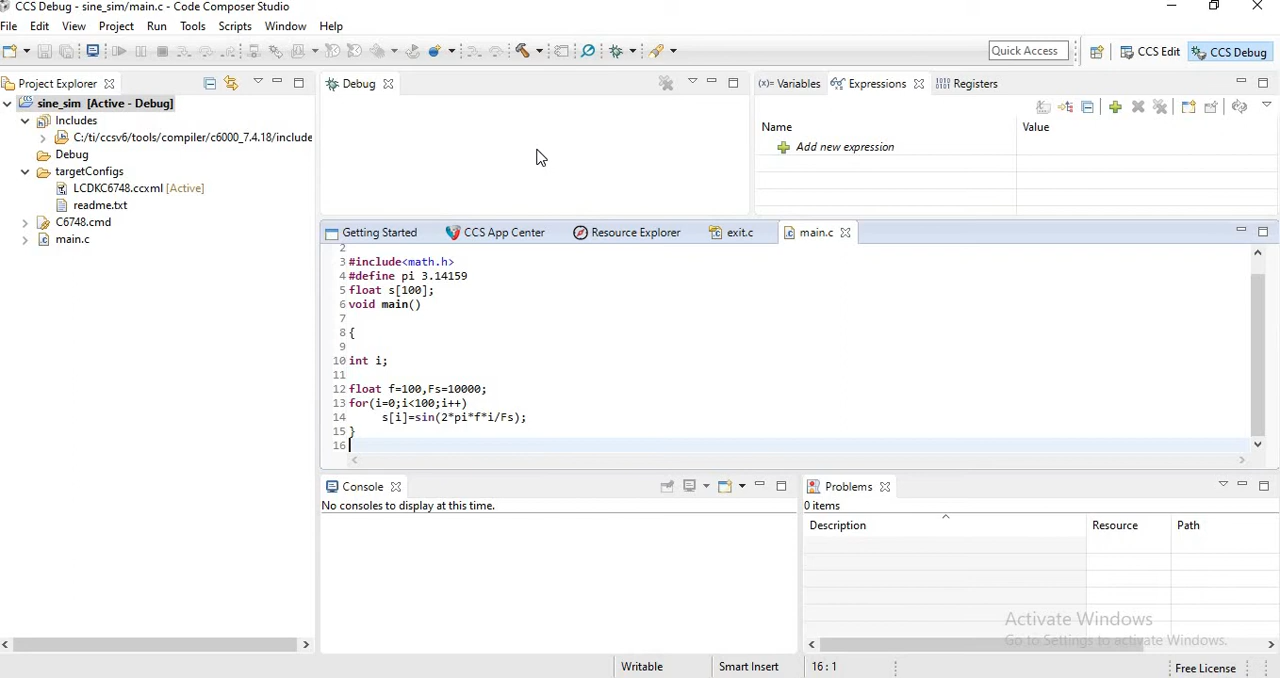 CCS Debug - sine_sim/main.c - Code Composer Studio
File Edit View Project Run Tools Scripts Window Help
Quick Access
CCS Edit
CCS Debug
Project Explorer
sine_sim [Active - Debug]
Includes
C:/ti/ccsv6/tools/compiler/c6000_7.4.18/include
Debug
targetConfigs
LCDKC6748.ccxml [Active]
readme.txt
C6748.cmd
main.c
Debug
(x)= Variables
Expressions
1010 0101 Registers
Name Value
Add new expression
Getting Started
CCS App Center
Resource Explorer
exit.c
main.c
2
3 #include<math.h>
4 #define pi 3.14159
5 float s[100];
6 void main()
7
8 {
9
10 int i;
11
12 float f=100,Fs=10000;
13 for(i=0;i<100;i++)
14 s[i]=sin(2*pi*f*i/Fs);
15 }
16
Console
No consoles to display at this time.
Problems
0 items
Description Resource Path
Activate Windows
Go to Settings to activate Windows.
Writable Smart Insert 16 : 1 Free License